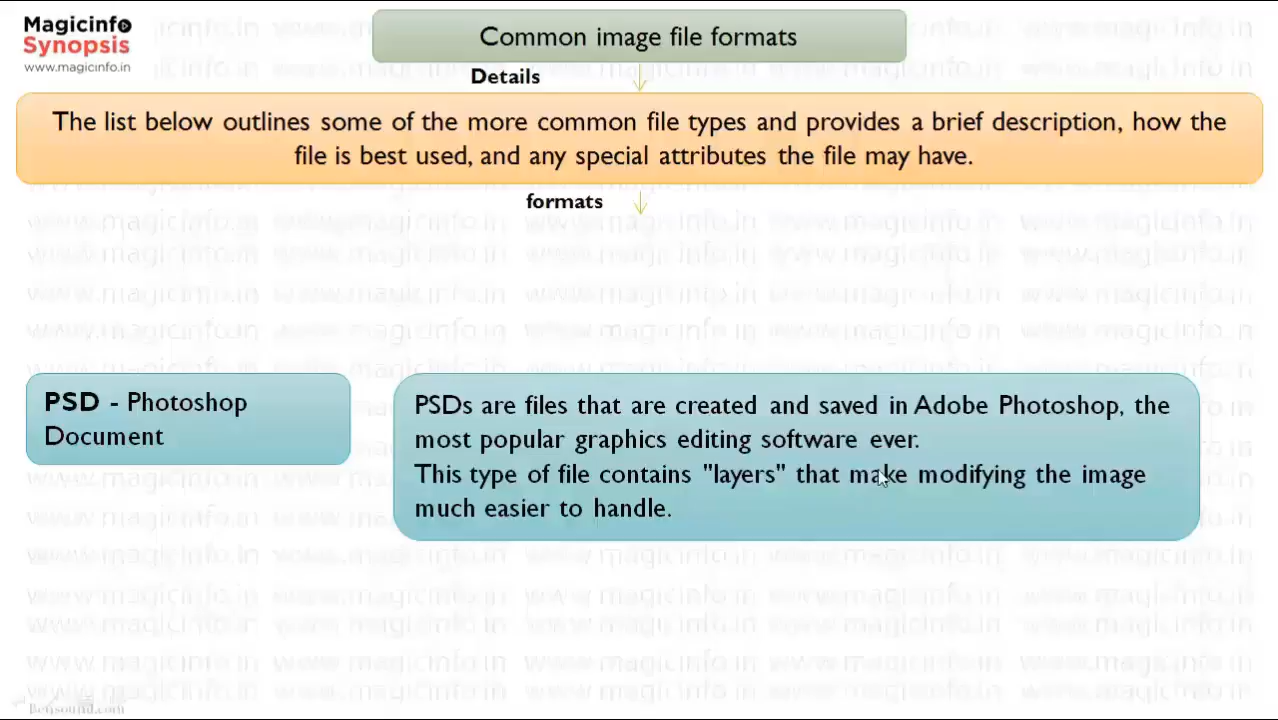 Magicinfo
Synopsis
www.magicinfo.in
Common image file formats
Details
The list below outlines some of the more common file types and provides a brief description, how the
file is best used, and any special attributes the file may have.
formats
PSD - Photoshop
Document
PSDs are files that are created and saved in Adobe Photoshop, the
most popular graphics editing software ever.
This type of file contains "layers" that make modifying the image
much easier to handle.
Bensound.com